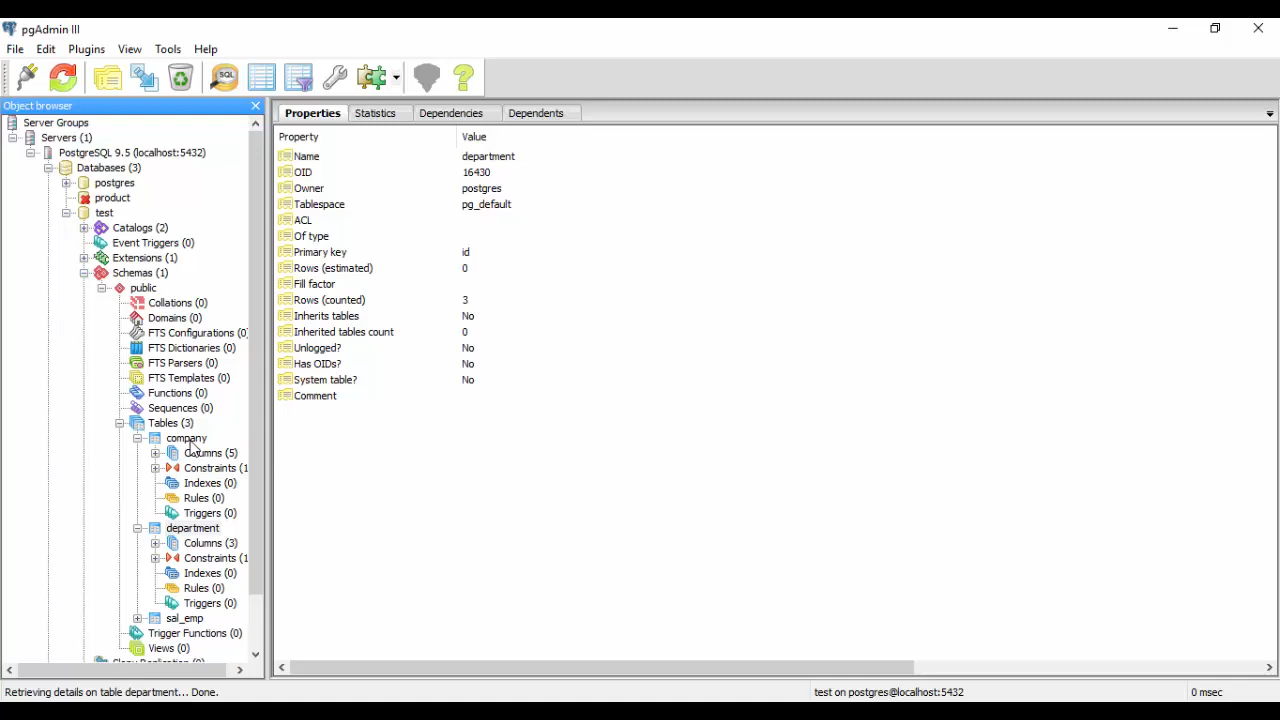 pgAdmin III
File Edit Plugins View Tools Help
SQL
Object browser
Server Groups
Servers (1)
PostgreSQL 9.5 (localhost:5432)
Databases (3)
postgres
product
test
Catalogs (2)
Event Triggers (0)
Extensions (1)
Schemas (1)
public
Collations (0)
Domains (0)
FTS Configurations (0)
FTS Dictionaries (0)
FTS Parsers (0)
FTS Templates (0)
Functions (0)
Sequences (0)
Tables (3)
company
Columns (5)
Constraints (1
Indexes (0)
Rules (0)
Triggers (0)
department
Columns (3)
Constraints (1
Indexes (0)
Rules (0)
Triggers (0)
sal_emp
Trigger Functions (0)
Views (0)
Properties Statistics Dependencies Dependents
Property Value
Name department
OID 16430
Owner postgres
Tablespace pg_default
ACL
Of type
Primary key id
Rows (estimated) 0
Fill factor
Rows (counted) 3
Inherits tables No
Inherited tables count 0
Unlogged? No
Has OIDs? No
System table? No
Comment
Retrieving details on table department... Done. test on postgres@localhost:5432 0 msec